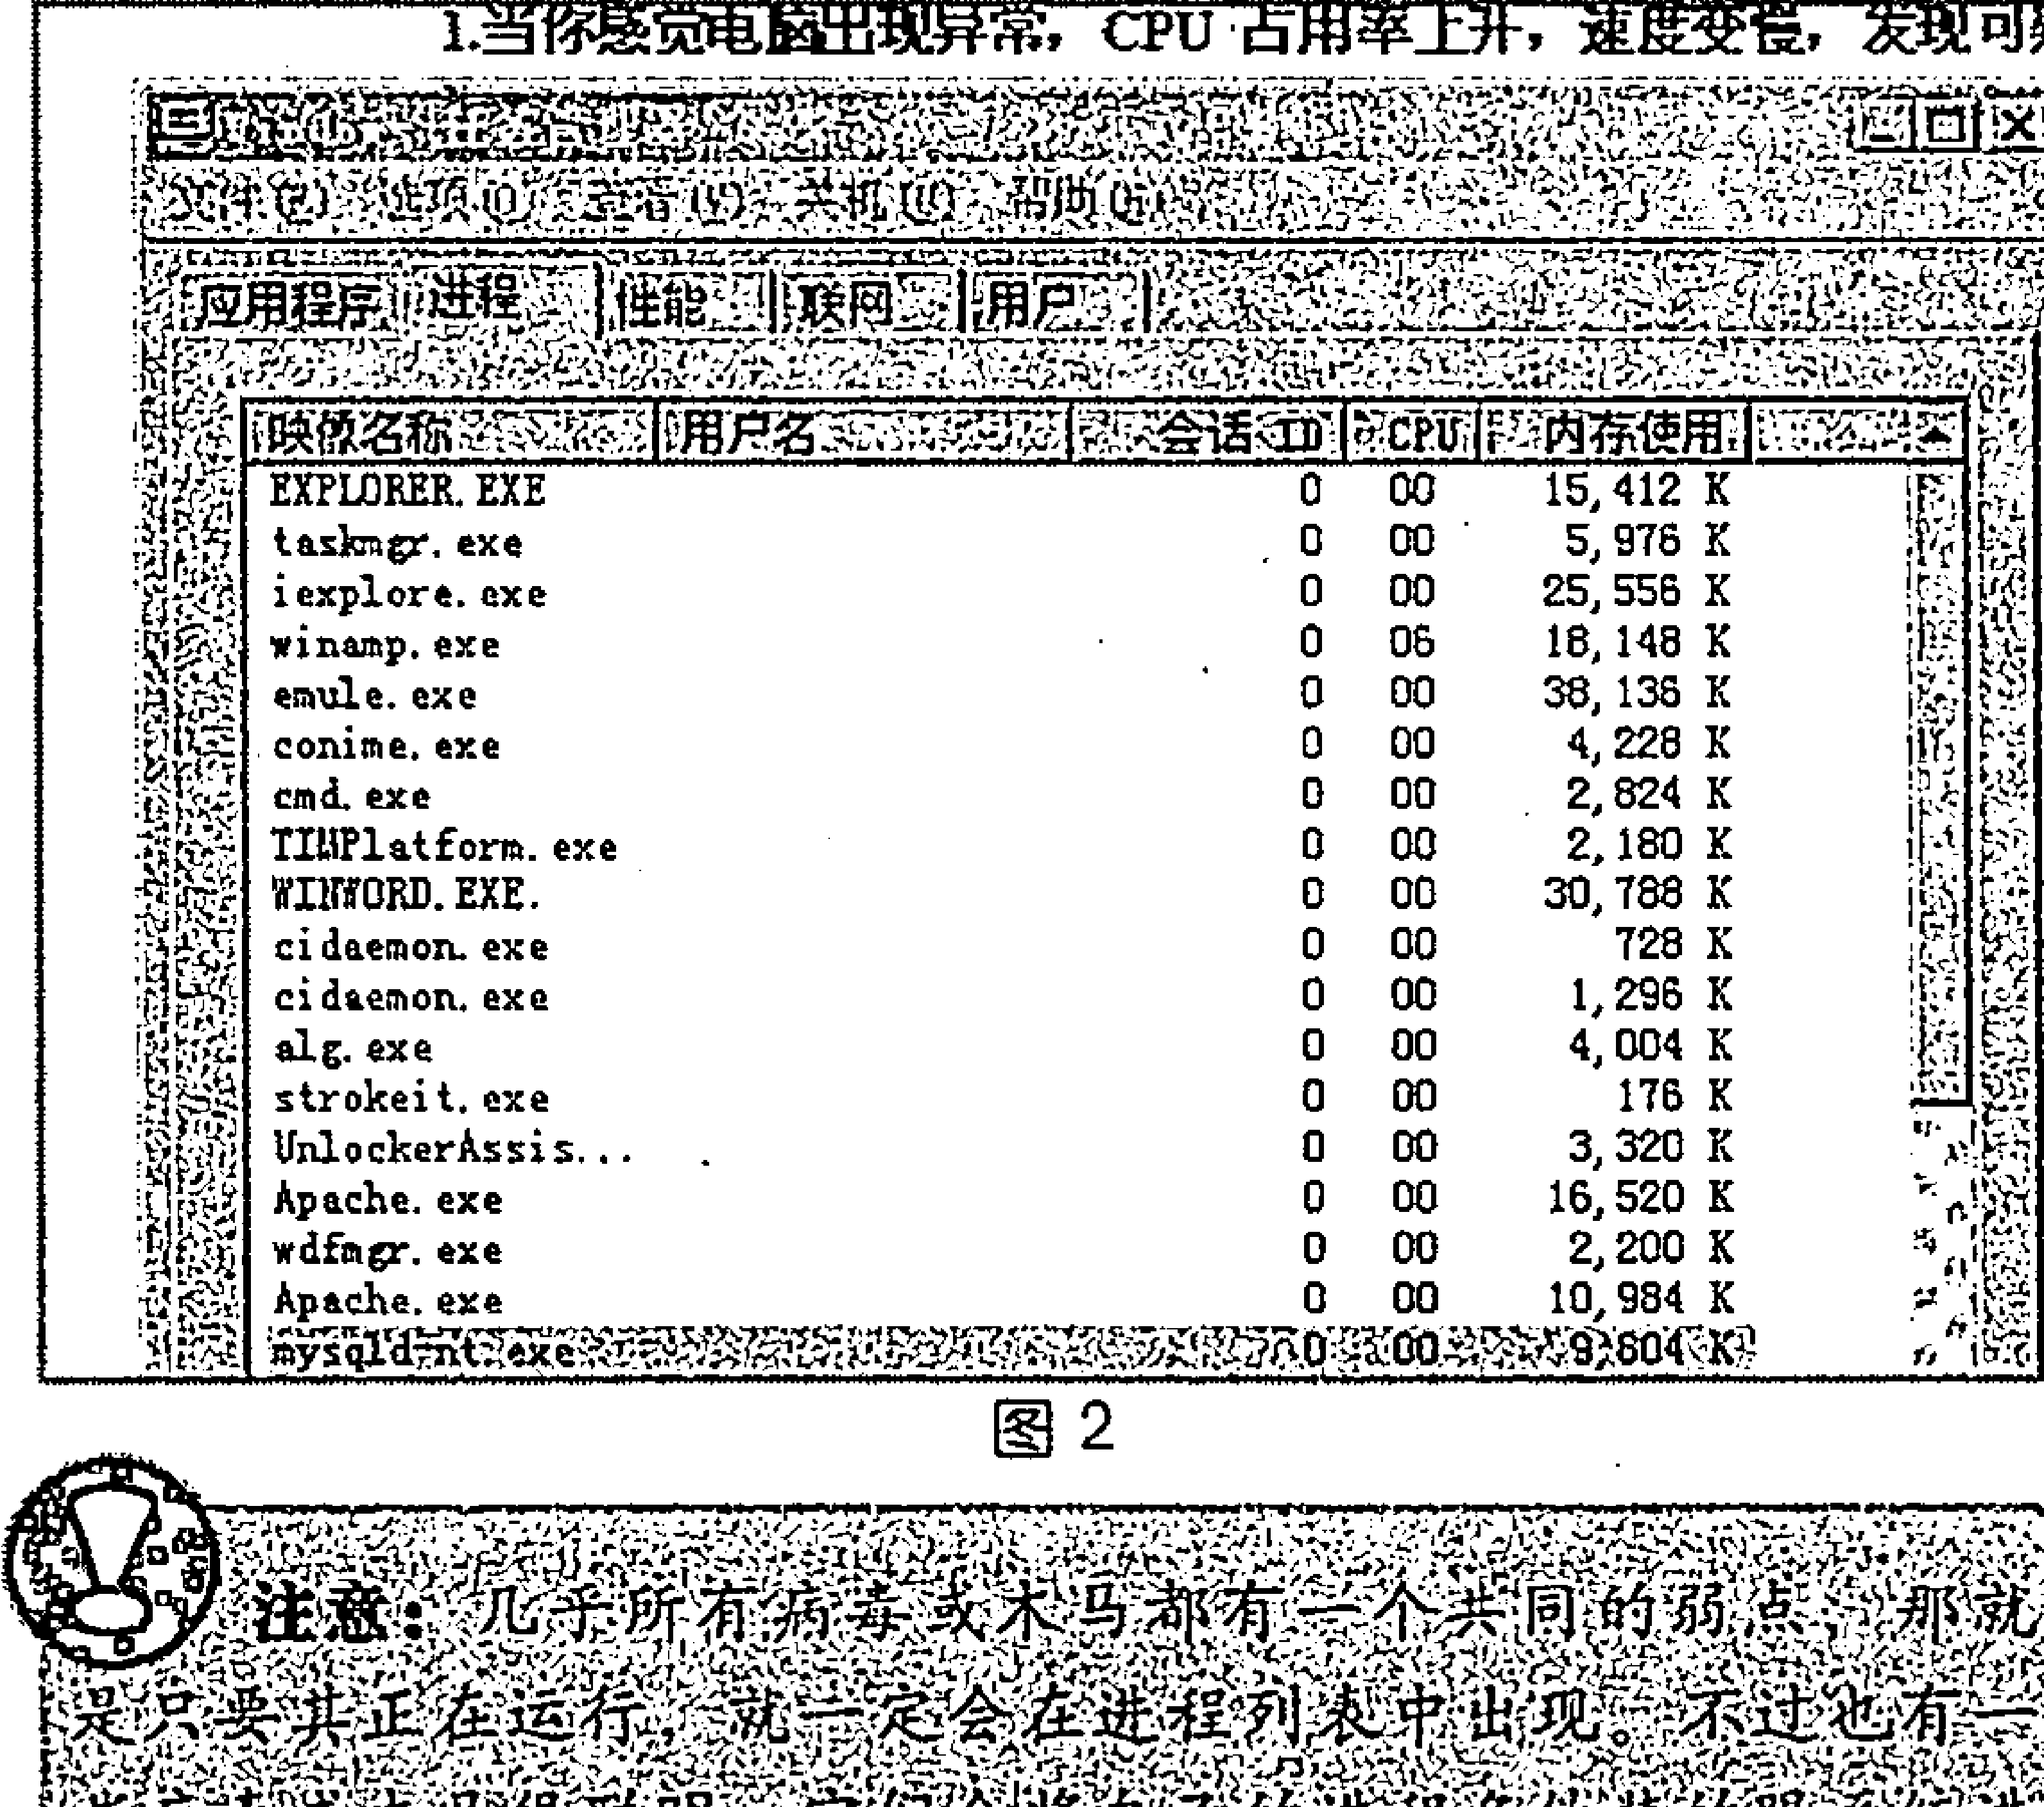 1.当你感觉电脑出现异常，CPU 占用率上升，速度变慢，发现可
文件(F) 选项(O) 查看(V) 关机(U) 帮助(H)
应用程序 进程 性能 联网 用户
映像名称 用户名 会话 ID CPU 内存使用
EXPLORER.EXE 0 00 15,412 K
taskmgr.exe 0 00 5,976 K
iexplore.exe 0 00 25,556 K
winamp.exe 0 06 18,148 K
emule.exe 0 00 38,136 K
conime.exe 0 00 4,228 K
cmd.exe 0 00 2,824 K
TIMPlatform.exe 0 00 2,180 K
WINWORD.EXE 0 00 30,788 K
cidaemon.exe 0 00 728 K
cidaemon.exe 0 00 1,296 K
alg.exe 0 00 4,004 K
strokeit.exe 0 00 176 K
UnlockerAssis... 0 00 3,320 K
Apache.exe 0 00 16,520 K
wdfmgr.exe 0 00 2,200 K
Apache.exe 0 00 10,984 K
mysqld-nt.exe 0 00 9,804 K
图 2
注意：几乎所有病毒或木马都有一个共同的弱点，那就
是只要其正在运行，就一定会在进程列表中出现。不过也有一